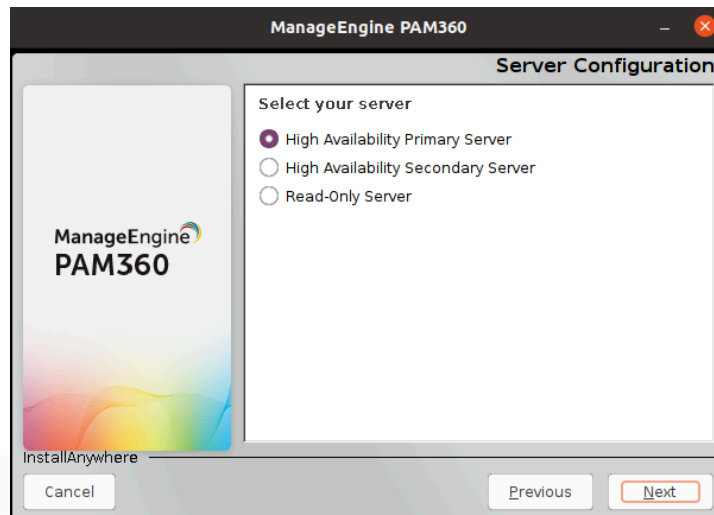 ManageEngine PAM360
Server Configuration
Select your server
High Availability Primary Server
High Availability Secondary Server
Read-Only Server
ManageEngine
PAM360
InstallAnywhere
Cancel
Previous
Next